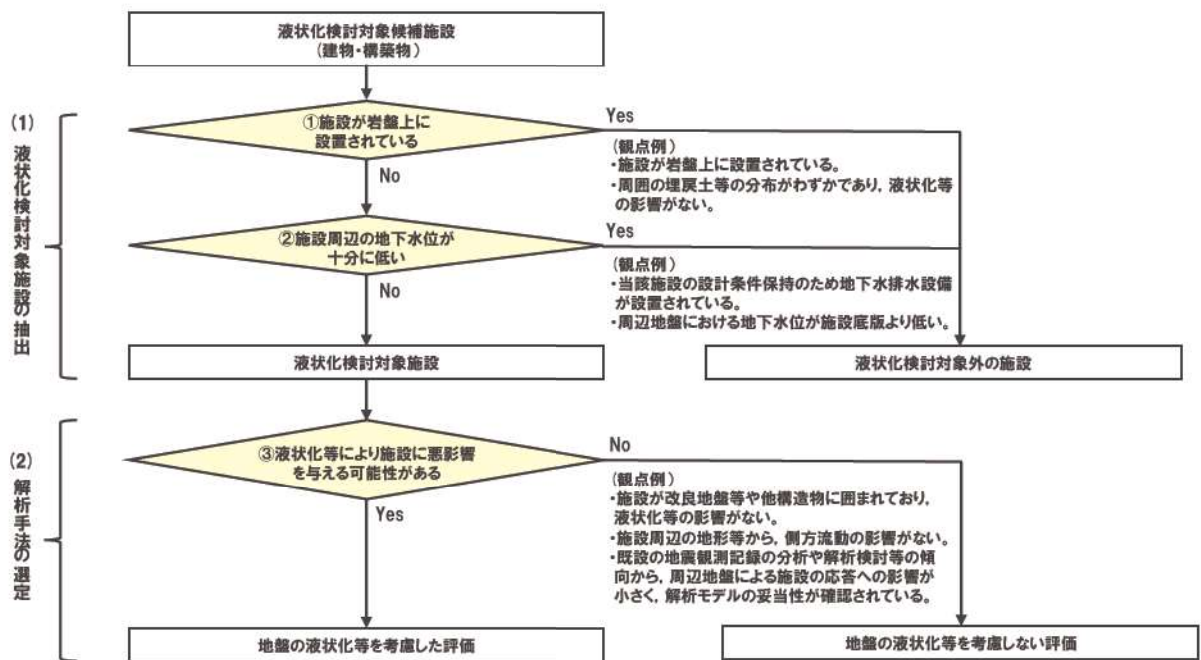 液状化検討対象候補施設
(建物・構築物)
(1)
液状化検討対象施設の抽出
①施設が岩盤上に
設置されている
Yes
(観点例)
・施設が岩盤上に設置されている。
・周囲の埋戻土等の分布がわずかであり，液状化等
の影響がない。
No
②施設周辺の地下水位が
十分に低い
Yes
(観点例)
・当該施設の設計条件保持のため地下水排水設備
が設置されている。
・周辺地盤における地下水位が施設底版より低い。
No
液状化検討対象施設
液状化検討対象外の施設
(2)
解析手法の選定
③液状化等により施設に悪影響
を与える可能性がある
No
(観点例)
・施設が改良地盤等や他構造物に囲まれており，
液状化等の影響がない。
・施設周辺の地形等から，側方流動の影響がない。
・既設の地震観測記録の分析や解析検討等の傾
向から，周辺地盤による施設の応答への影響が
小さく，解析モデルの妥当性が確認されている。
Yes
地盤の液状化等を考慮した評価
地盤の液状化等を考慮しない評価